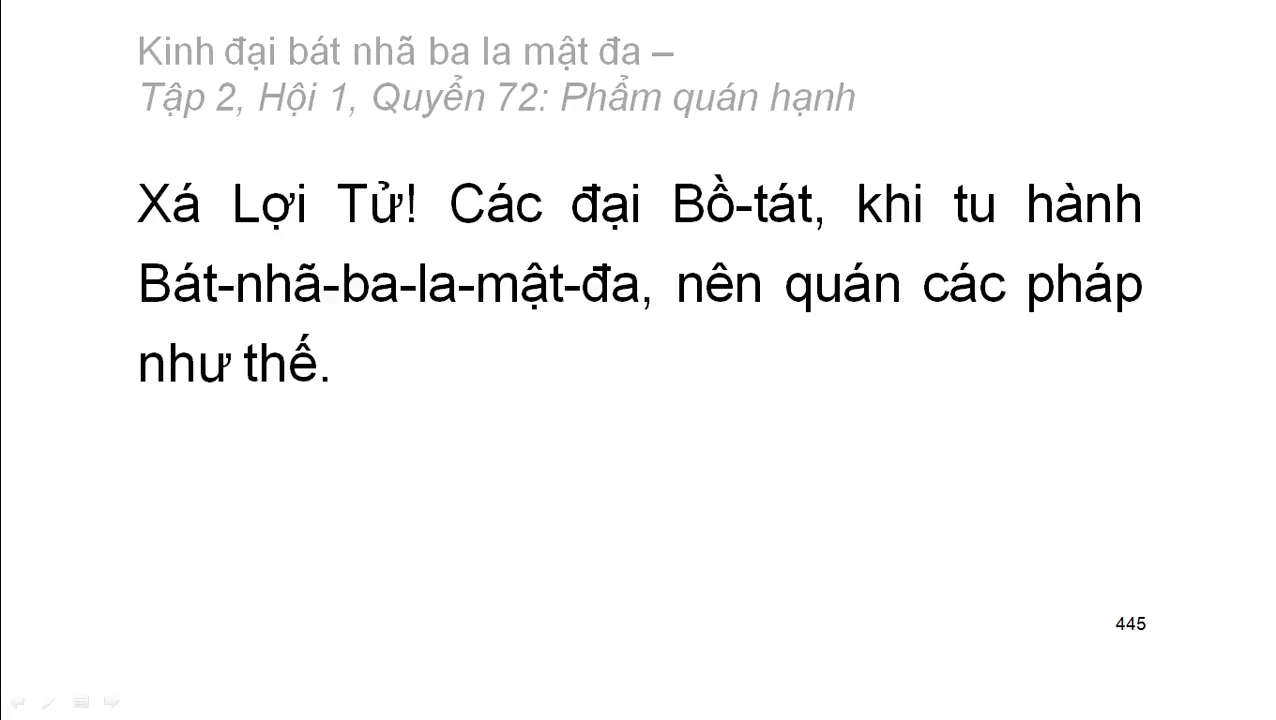 Kinh đại bát nhã ba la mật đa –
Tập 2, Hội 1, Quyển 72: Phẩm quán hạnh
Xá Lợi Tử! Các đại Bồ-tát, khi tu hành
Bát-nhã-ba-la-mật-đa, nên quán các pháp
như thế.
445